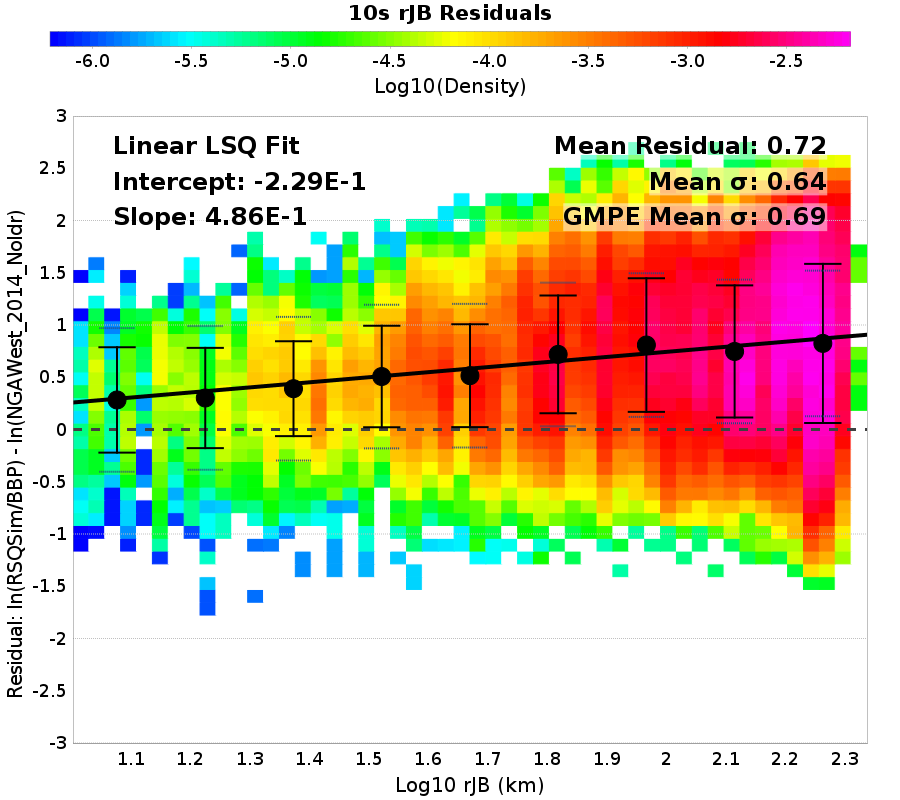 10s rJB Residuals
-6.0 -5.5 -5.0 -4.5 -4.0 -3.5 -3.0 -2.5
Log10(Density)
Linear LSQ Fit
Intercept: -2.29E-1
Slope: 4.86E-1
Mean Residual: 0.72
Mean σ: 0.64
GMPE Mean σ: 0.69
Residual: ln(RSQSim/BBP) - ln(NGAWest_2014_NoIdr)
3
2.5
2
1.5
1
0.5
0
-0.5
-1
-1.5
-2
-2.5
-3
1.1 1.2 1.3 1.4 1.5 1.6 1.7 1.8 1.9 2 2.1 2.2 2.3
Log10 rJB (km)